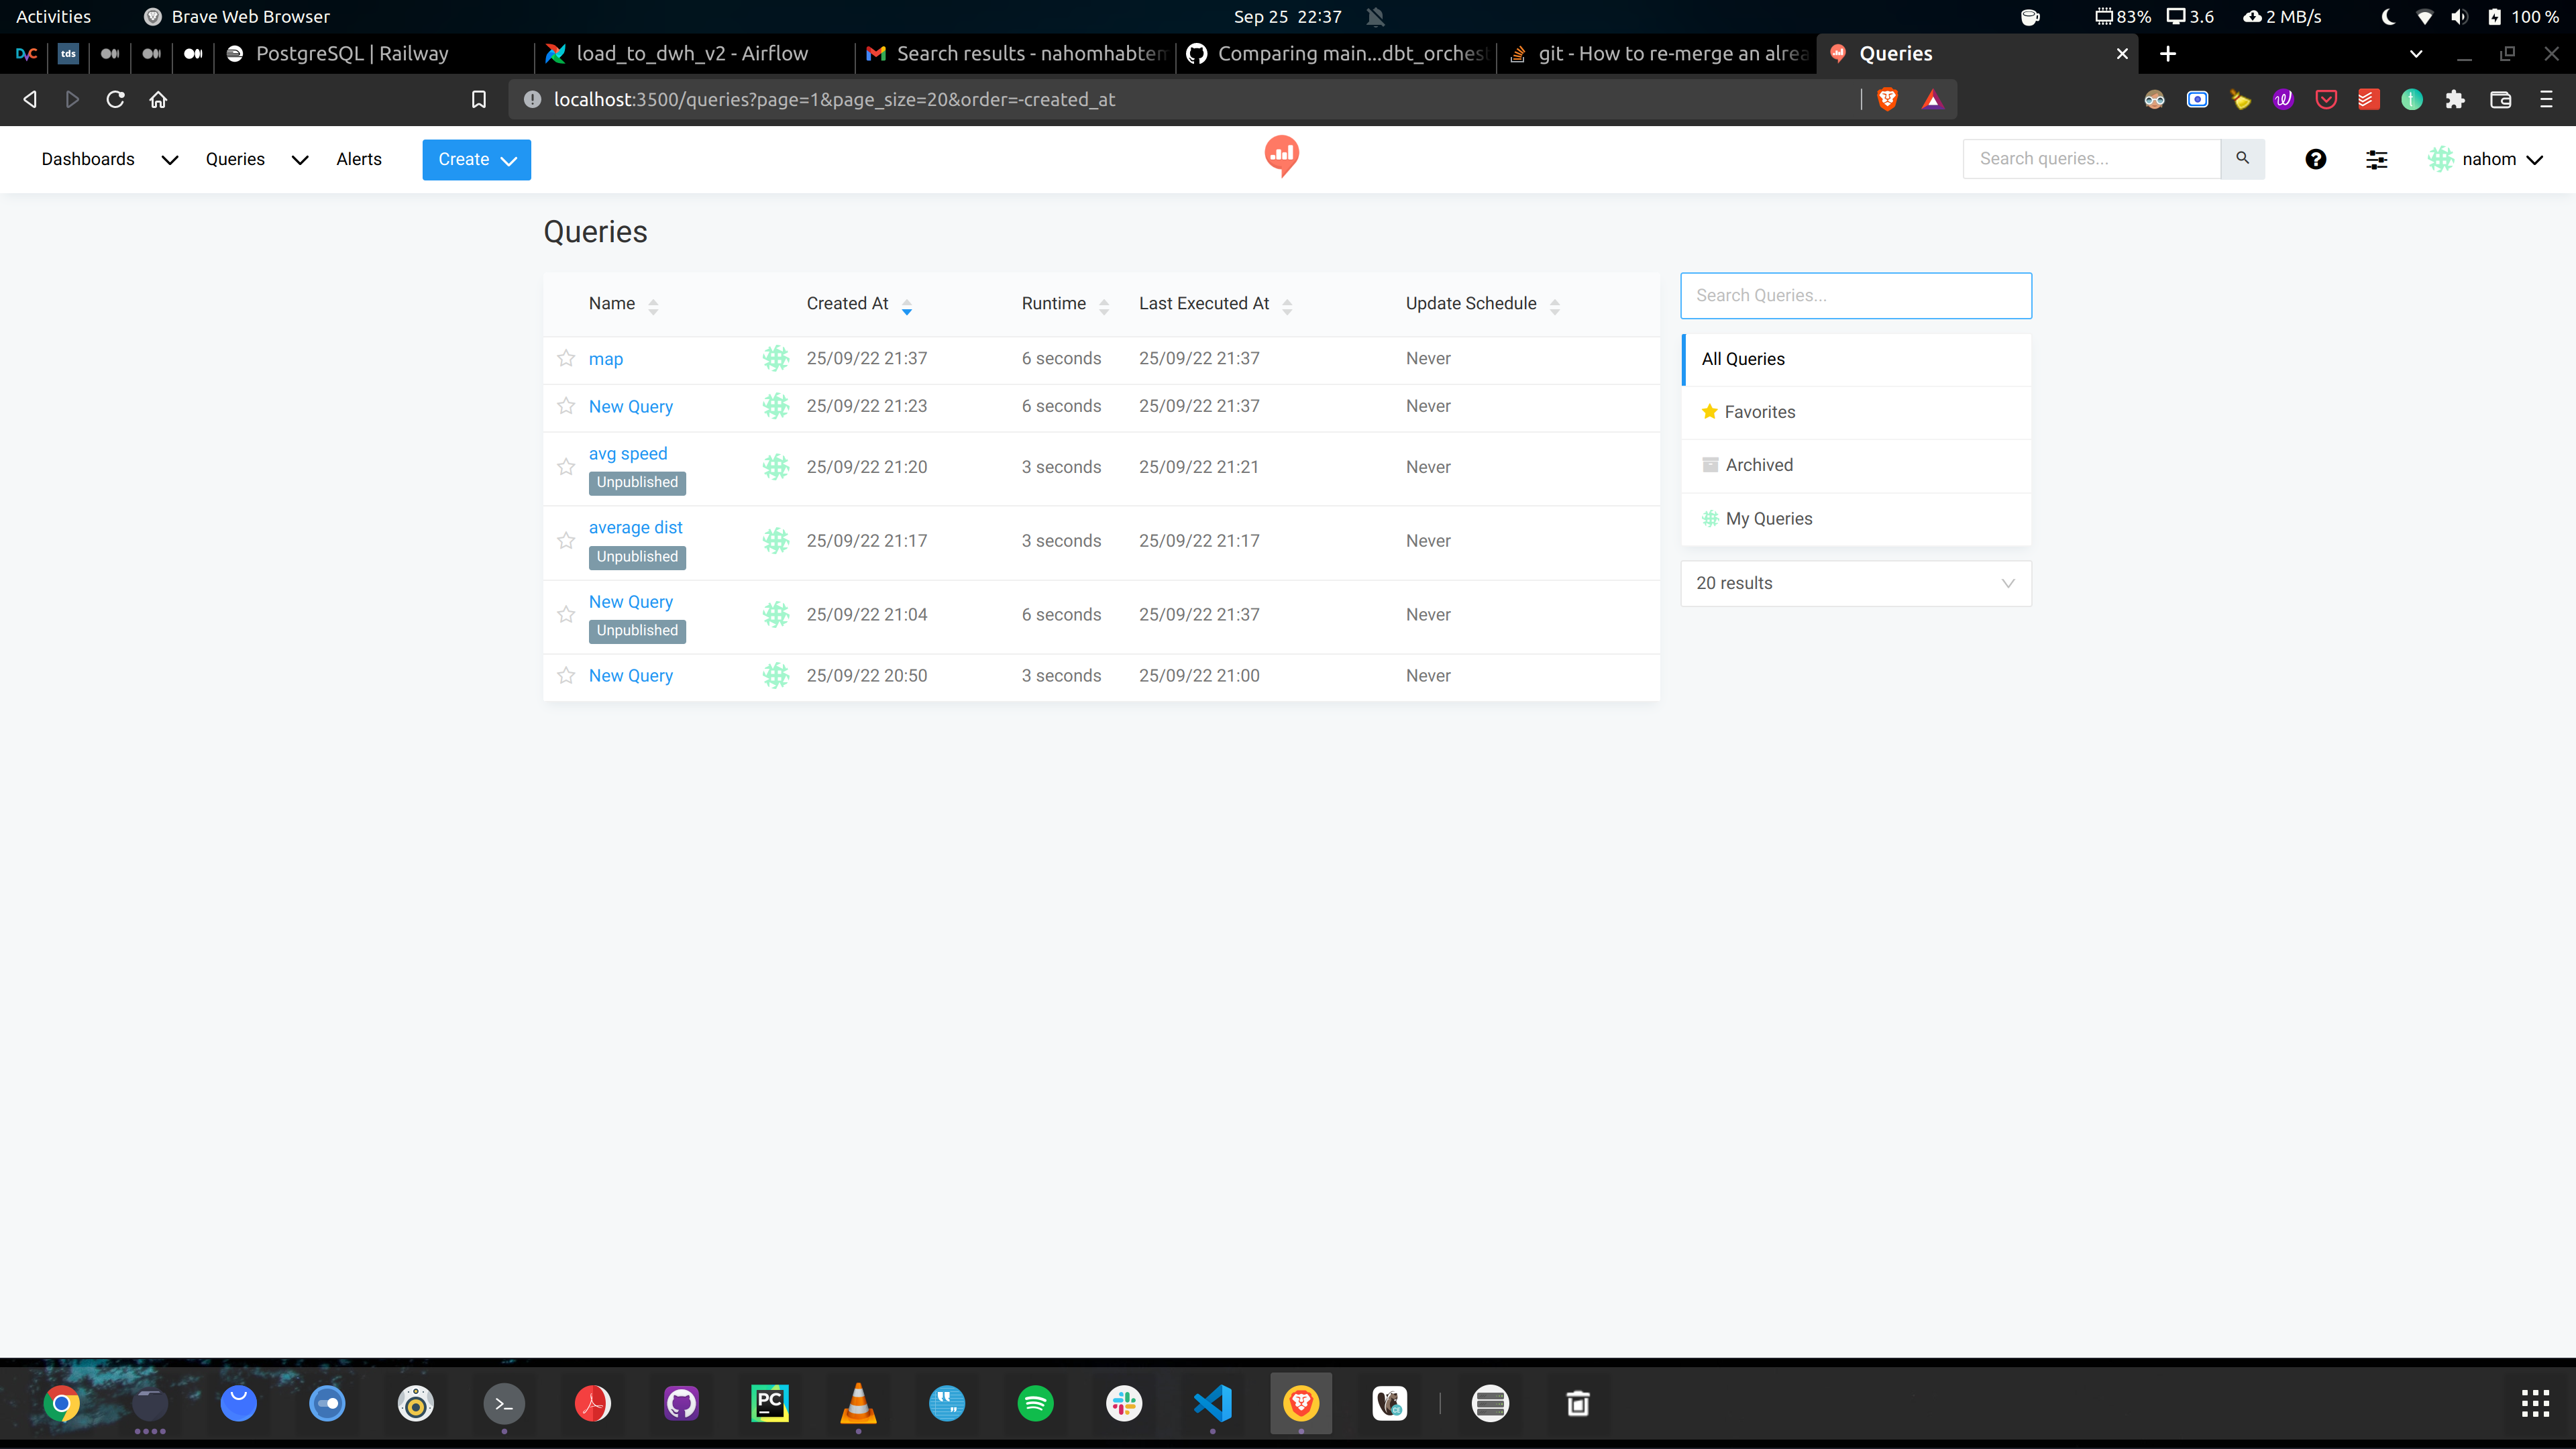 Activities Brave Web Browser Sep 25 22:37 83% 3.6 2 MB/s 100 %
DVC tds PostgreSQL | Railway load_to_dwh_v2 - Airflow Search results - nahomhabtem Comparing main...dbt_orchest git - How to re-merge an alrea Queries
localhost:3500/queries?page=1&page_size=20&order=-created_at
Dashboards Queries Alerts Create Search queries... nahom
Queries
Name Created At Runtime Last Executed At Update Schedule
map 25/09/22 21:37 6 seconds 25/09/22 21:37 Never
New Query 25/09/22 21:23 6 seconds 25/09/22 21:37 Never
avg speed
Unpublished
25/09/22 21:20 3 seconds 25/09/22 21:21 Never
average dist
Unpublished
25/09/22 21:17 3 seconds 25/09/22 21:17 Never
New Query
Unpublished
25/09/22 21:04 6 seconds 25/09/22 21:37 Never
New Query 25/09/22 20:50 3 seconds 25/09/22 21:00 Never
Search Queries...
All Queries
Favorites
Archived
My Queries
20 results
PC